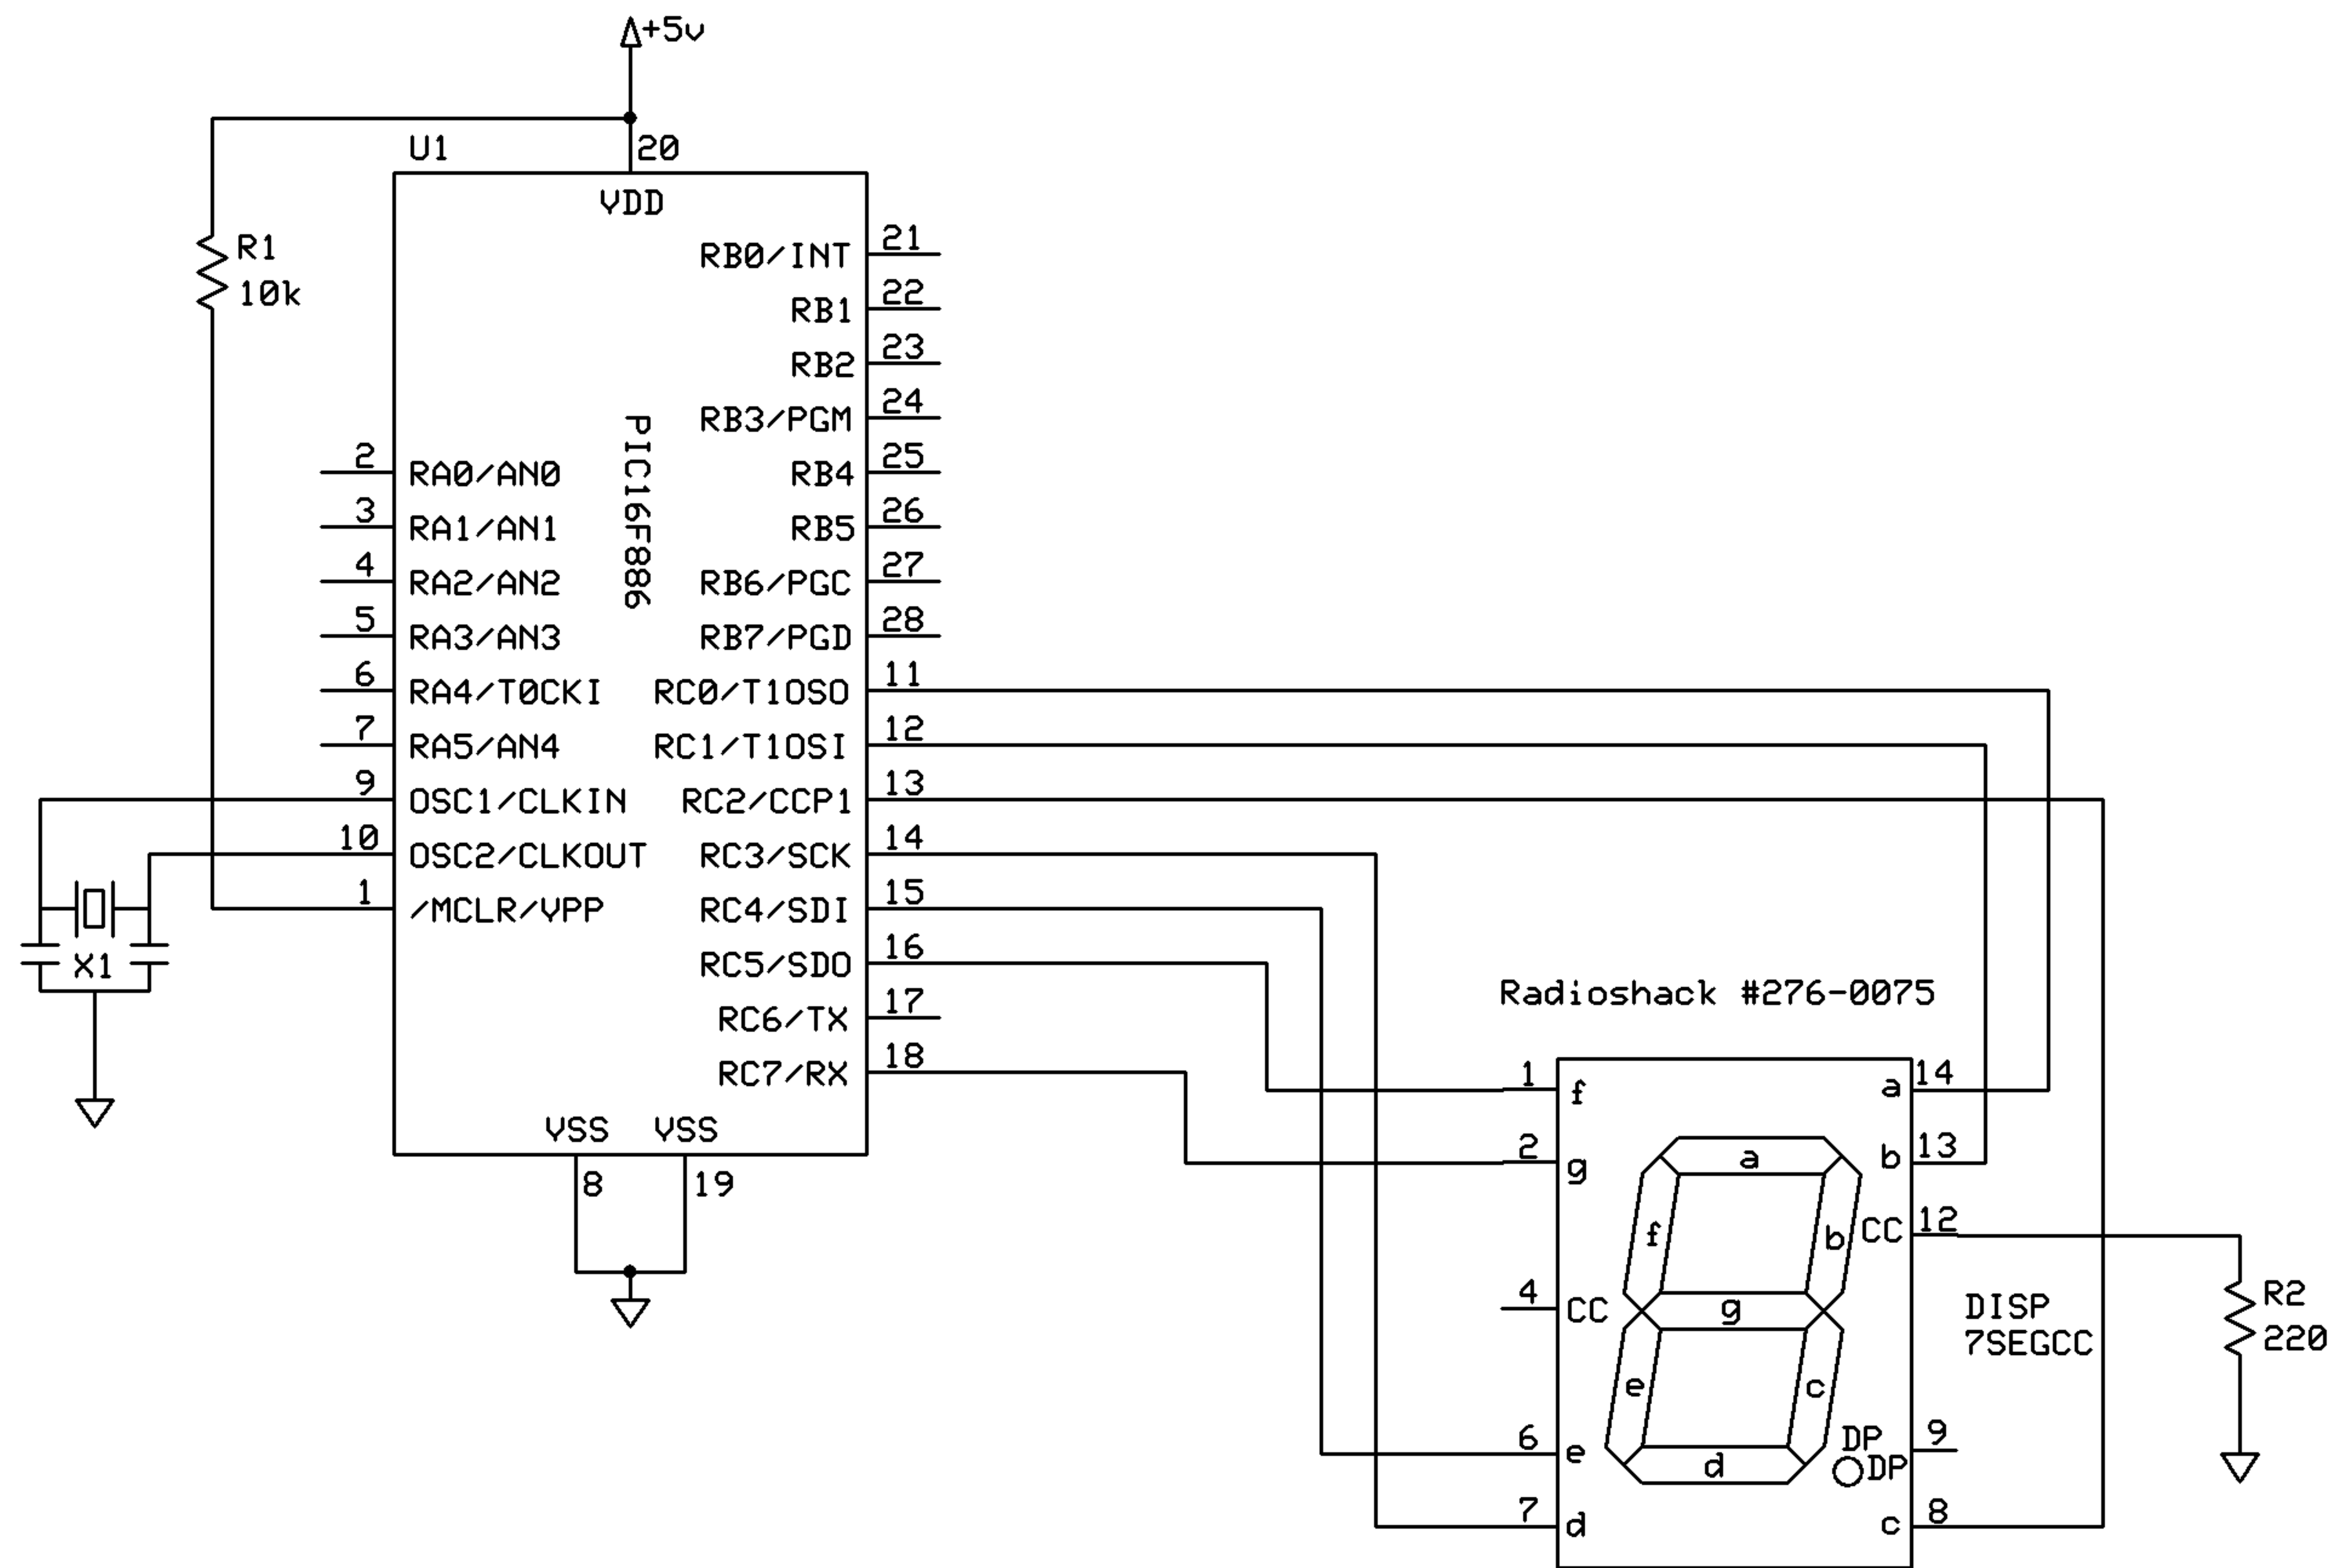 +5v
U1
20
VDD
R1
10k
21
RB0/INT
22
RB1
23
RB2
24
RB3/PGM
PIC16F886
2
RA0/AN0
25
RB4
3
RA1/AN1
26
RB5
4
RA2/AN2
27
RB6/PGC
5
RA3/AN3
28
RB7/PGD
6
RA4/T0CKI
11
RC0/T1OSO
7
RA5/AN4
12
RC1/T1OSI
9
OSC1/CLKIN
13
RC2/CCP1
10
OSC2/CLKOUT
14
RC3/SCK
1
/MCLR/VPP
15
RC4/SDI
X1
16
RC5/SDO
17
RC6/TX
18
RC7/RX
VSS VSS
8 19
Radioshack #276-0075
1
f
14
a
2
g
13
b
a
f
b
12
CC
4
CC
g
DISP
7SEGCC
R2
220
e
c
6
e
DP
9
DP
d
7
d
8
c